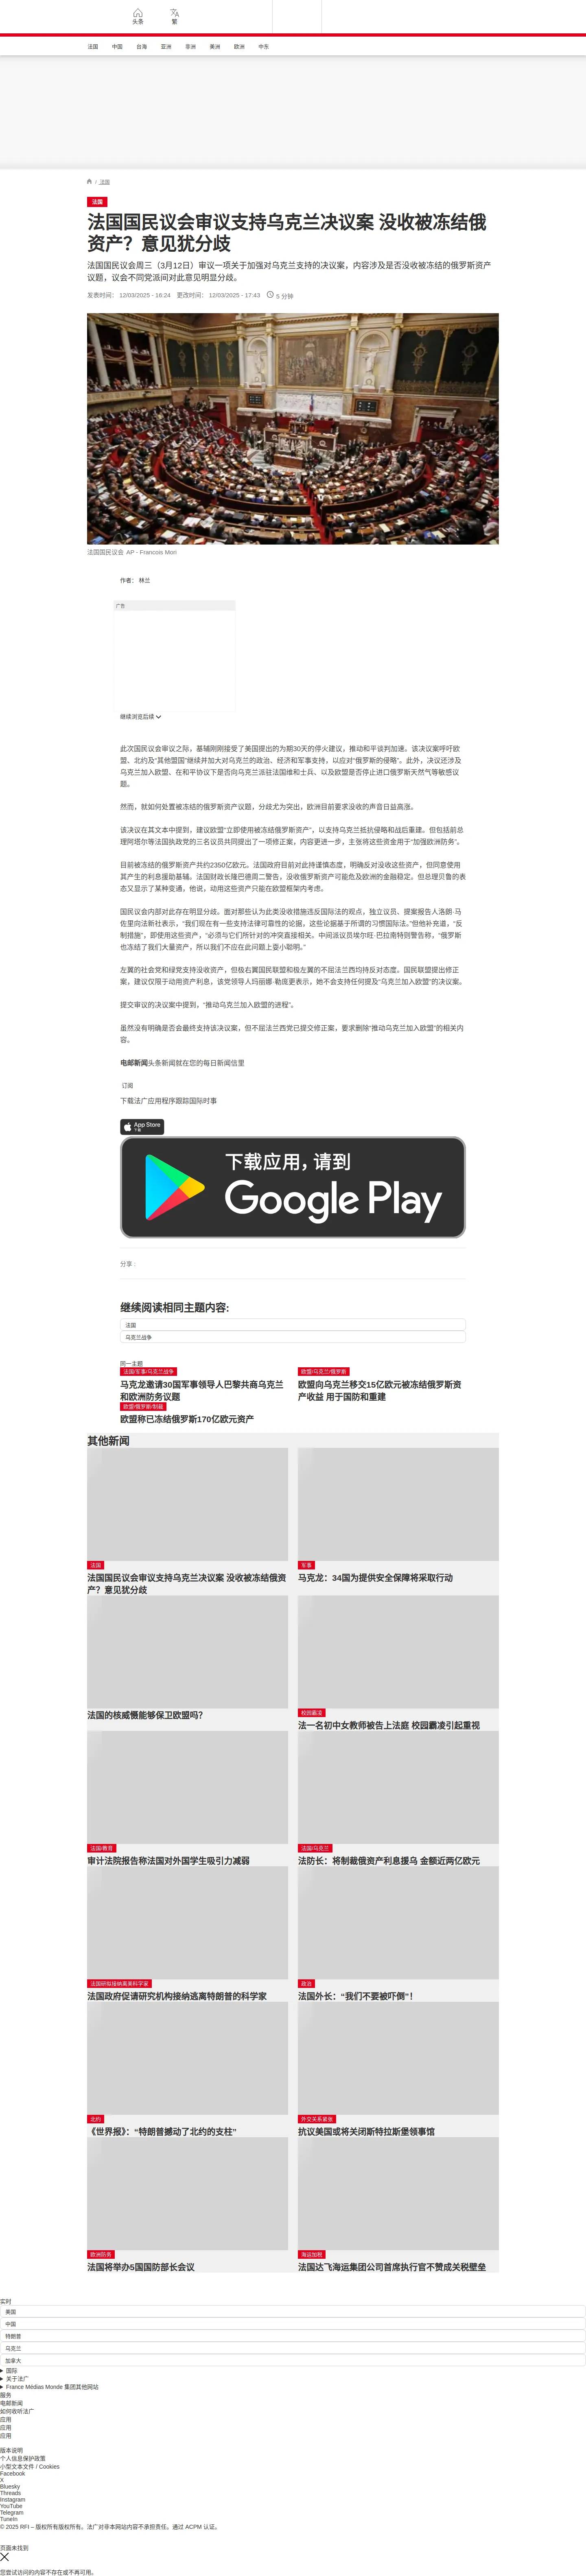 头条
繁
法国
中国
台海
亚洲
非洲
美洲
欧洲
中东
/ 法国
法国
法国国民议会审议支持乌克兰决议案 没收被冻结俄
资产？意见犹分歧
法国国民议会周三（3月12日）审议一项关于加强对乌克兰支持的决议案，内容涉及是否没收被冻结的俄罗斯资产
议题，议会不同党派间对此意见明显分歧。
发表时间： 12/03/2025 - 16:24 更改时间： 12/03/2025 - 17:43 5 分钟
法国国民议会 AP - Francois Mori
作者： 林兰
广告
继续浏览后续
此次国民议会审议之际，基辅刚刚接受了美国提出的为期30天的停火建议，推动和平谈判加速。该决议案呼吁欧
盟、北约及“其他盟国”继续并加大对乌克兰的政治、经济和军事支持，以应对“俄罗斯的侵略”。此外，决议还涉及
乌克兰加入欧盟、在和平协议下是否向乌克兰派驻法国维和士兵、以及欧盟是否停止进口俄罗斯天然气等敏感议
题。
然而，就如何处置被冻结的俄罗斯资产议题，分歧尤为突出，欧洲目前要求没收的声音日益高涨。
该决议在其文本中提到，建议欧盟“立即使用被冻结俄罗斯资产”，以支持乌克兰抵抗侵略和战后重建。但包括前总
理阿塔尔等法国执政党的三名议员共同提出了一项修正案，内容更进一步，主张将这些资金用于“加强欧洲防务”。
目前被冻结的俄罗斯资产共约2350亿欧元。法国政府目前对此持谨慎态度，明确反对没收这些资产，但同意使用
其产生的利息援助基辅。法国财政长隆巴德周二警告，没收俄罗斯资产可能危及欧洲的金融稳定。但总理贝鲁的表
态又显示了某种变通，他说，动用这些资产只能在欧盟框架内考虑。
国民议会内部对此存在明显分歧。面对那些认为此类没收措施违反国际法的观点，独立议员、提案报告人洛朗·马
佐里向法新社表示，“我们现在有一些支持法律可靠性的论据，这些论据基于所谓的习惯国际法。”但他补充道，“反
制措施”，即使用这些资产，“必须与它们所针对的冲突直接相关。中间派议员埃尔旺·巴拉南特则警告称，“俄罗斯
也冻结了我们大量资产，所以我们不应在此问题上耍小聪明。”
左翼的社会党和绿党支持没收资产，但极右翼国民联盟和极左翼的不屈法兰西均持反对态度。国民联盟提出修正
案，建议仅限于动用资产利息，该党领导人玛丽娜·勒庞更表示，她不会支持任何提及“乌克兰加入欧盟”的决议案。
提交审议的决议案中提到，“推动乌克兰加入欧盟的进程”。
虽然没有明确是否会最终支持该决议案，但不屈法兰西党已提交修正案，要求删除“推动乌克兰加入欧盟”的相关内
容。
电邮新闻头条新闻就在您的每日新闻信里
订阅
下载法广应用程序跟踪国际时事
App Store
下载
下载应用，请到
Google Play
分享 :
继续阅读相同主题内容:
法国
乌克兰战争
同一主题
法国/军事/乌克兰战争
马克龙邀请30国军事领导人巴黎共商乌克兰
和欧洲防务议题
欧盟/乌克兰/俄罗斯
欧盟向乌克兰移交15亿欧元被冻结俄罗斯资
产收益 用于国防和重建
欧盟/俄罗斯/制裁
欧盟称已冻结俄罗斯170亿欧元资产
其他新闻
法国
法国国民议会审议支持乌克兰决议案 没收被冻结俄资
产？意见犹分歧
军事
马克龙：34国为提供安全保障将采取行动
法国的核威慑能够保卫欧盟吗？
校园霸凌
法一名初中女教师被告上法庭 校园霸凌引起重视
法国/教育
审计法院报告称法国对外国学生吸引力减弱
法国/乌克兰
法防长：将制裁俄资产利息援乌 金额近两亿欧元
法国研拟接纳离美科学家
法国政府促请研究机构接纳逃离特朗普的科学家
政治
法国外长：“我们不要被吓倒”！
北约
《世界报》：“特朗普撼动了北约的支柱”
外交关系紧张
抗议美国或将关闭斯特拉斯堡领事馆
欧洲防务
法国将举办5国国防部长会议
海运加税
法国达飞海运集团公司首席执行官不赞成关税壁垒
实时
美国
中国
特朗普
乌克兰
加拿大
国际
关于法广
France Médias Monde 集团其他网站
服务
电邮新闻
如何收听法广
应用
应用
应用
版本说明
个人信息保护政策
小型文本文件 / Cookies
Facebook
X
Bluesky
Threads
Instagram
YouTube
Telegram
TuneIn
© 2025 RFI – 版权所有版权所有。法广对非本网站内容不承担责任。通过 ACPM 认证。
页面未找到
您尝试访问的内容不存在或不再可用。